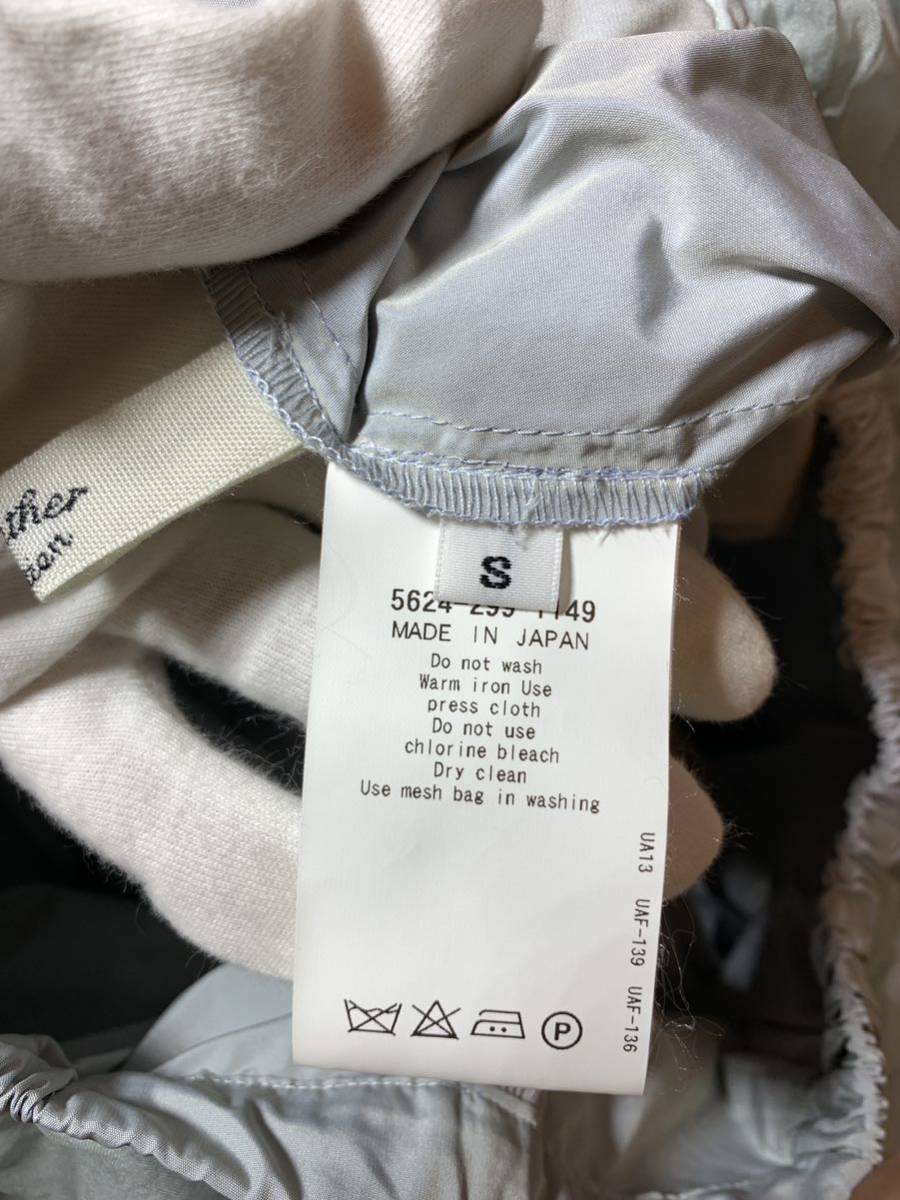 S
5624-299-1149
MADE IN JAPAN
Do not wash
Warm iron Use
press cloth
Do not use
chlorine bleach
Dry clean
Use mesh bag in washing
UA13 UAF-139 UAF-136
P